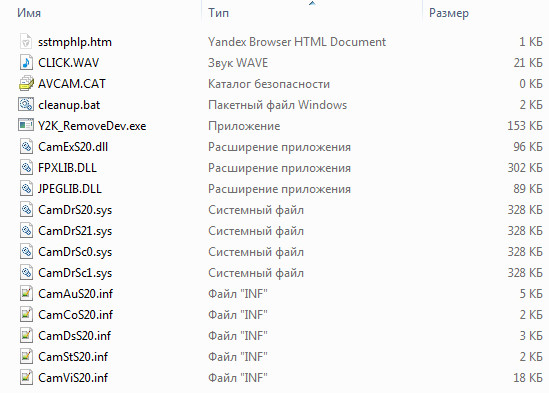 Имя Тип Размер
sstmphlp.htm Yandex Browser HTML Document 1 КБ
CLICK.WAV Звук WAVE 21 КБ
AVCAM.CAT Каталог безопасности 0 КБ
cleanup.bat Пакетный файл Windows 2 КБ
Y2K_RemoveDev.exe Приложение 153 КБ
CamExS20.dll Расширение приложения 96 КБ
FPXLIB.DLL Расширение приложения 302 КБ
JPEGLIB.DLL Расширение приложения 89 КБ
CamDrS20.sys Системный файл 328 КБ
CamDrS21.sys Системный файл 328 КБ
CamDrSc0.sys Системный файл 328 КБ
CamDrSc1.sys Системный файл 328 КБ
CamAuS20.inf Файл "INF" 5 КБ
CamCoS20.inf Файл "INF" 2 КБ
CamDsS20.inf Файл "INF" 3 КБ
CamStS20.inf Файл "INF" 2 КБ
CamViS20.inf Файл "INF" 18 КБ